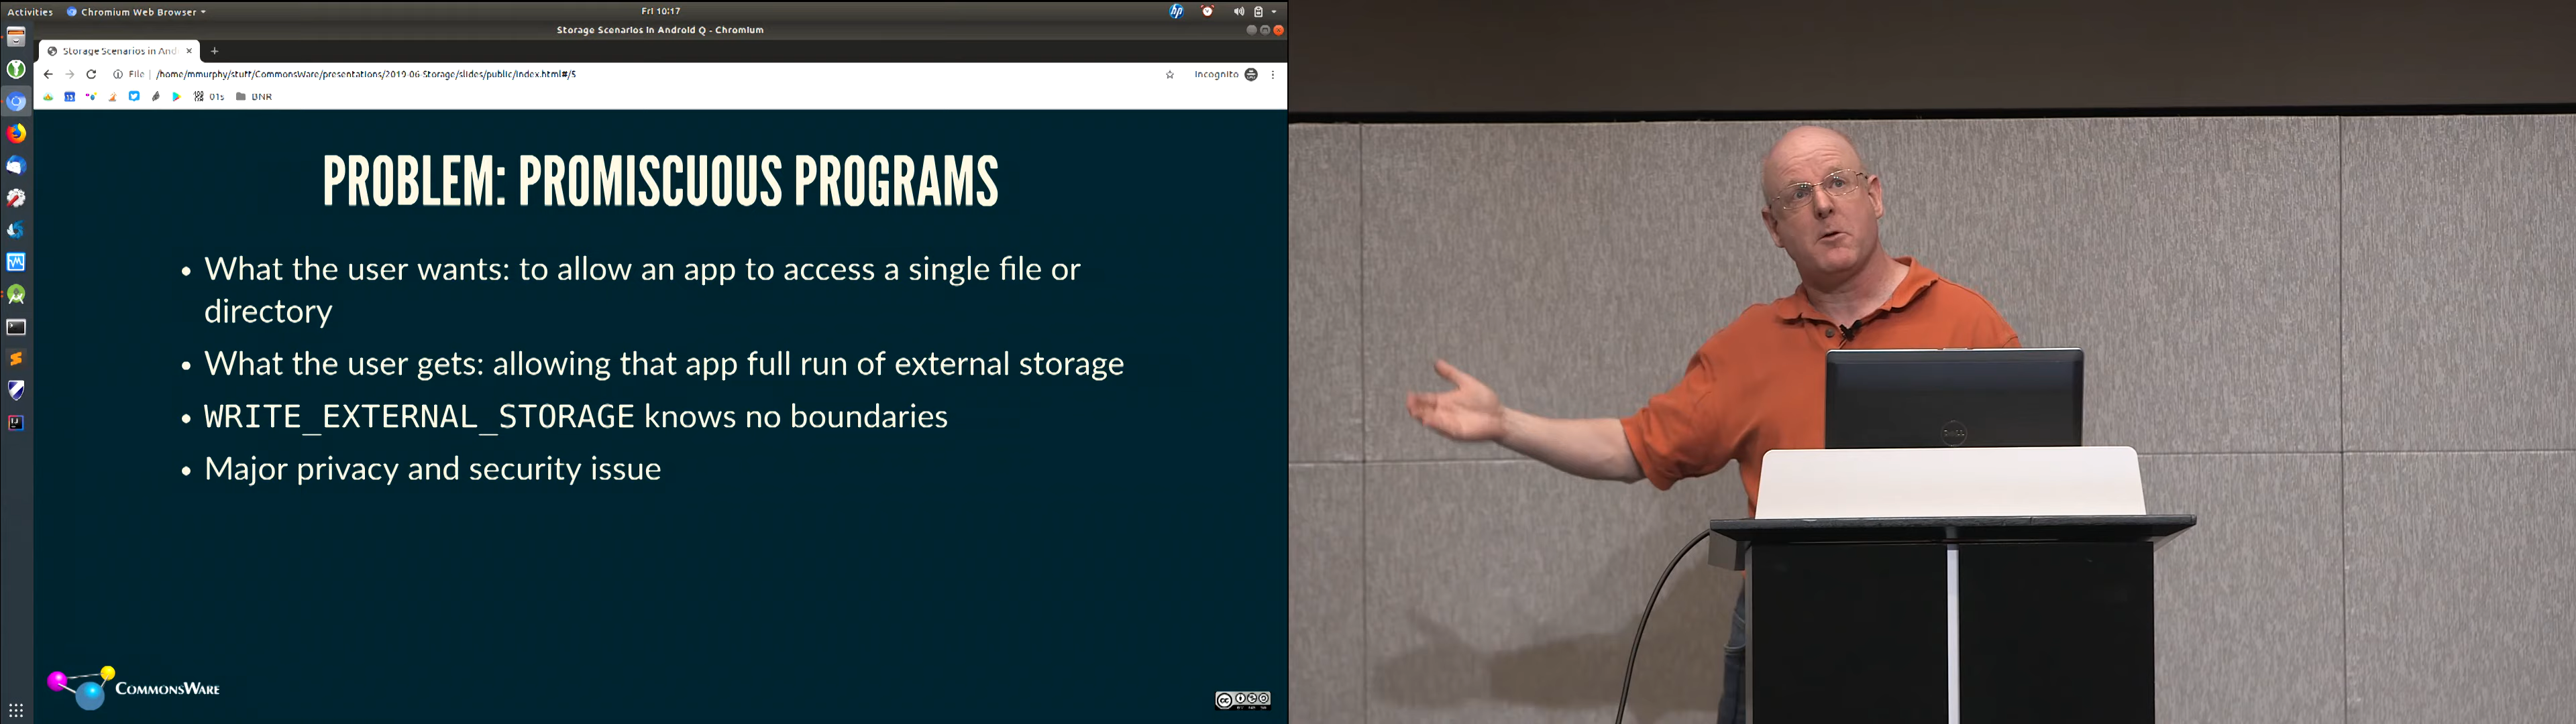 Activities
Chromium Web Browser
Fri 10:17
Storage Scenarios in Android Q - Chromium
Storage Scenarios in And
File | /home/mmurphy/stuff/CommonsWare/presentations/2019-06-Storage/slides/public/index.html#/5
Incognito
01s
BNR
PROBLEM: PROMISCUOUS PROGRAMS
• What the user wants: to allow an app to access a single file or
directory
• What the user gets: allowing that app full run of external storage
• WRITE_EXTERNAL_STORAGE knows no boundaries
• Major privacy and security issue
COMMONSWARE
hp
DELL